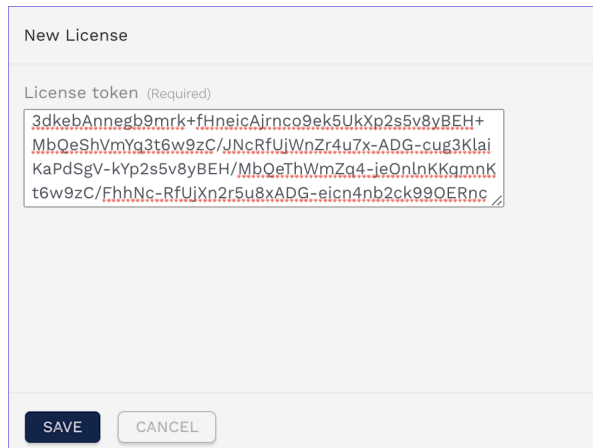 New License
License token (Required)
3dkebAnnegb9mrk+fHneicAjrnco9ek5UkXp2s5v8yBEH+
MbQeShVmYq3t6w9zC/JNcRfUjWnZr4u7x-ADG-cug3Klai
KaPdSgV-kYp2s5v8yBEH/MbQeThWmZq4-jeOnlnKKgmnK
t6w9zC/FhhNc-RfUjXn2r5u8xADG-eicn4nb2ck99OERnc
SAVE CANCEL